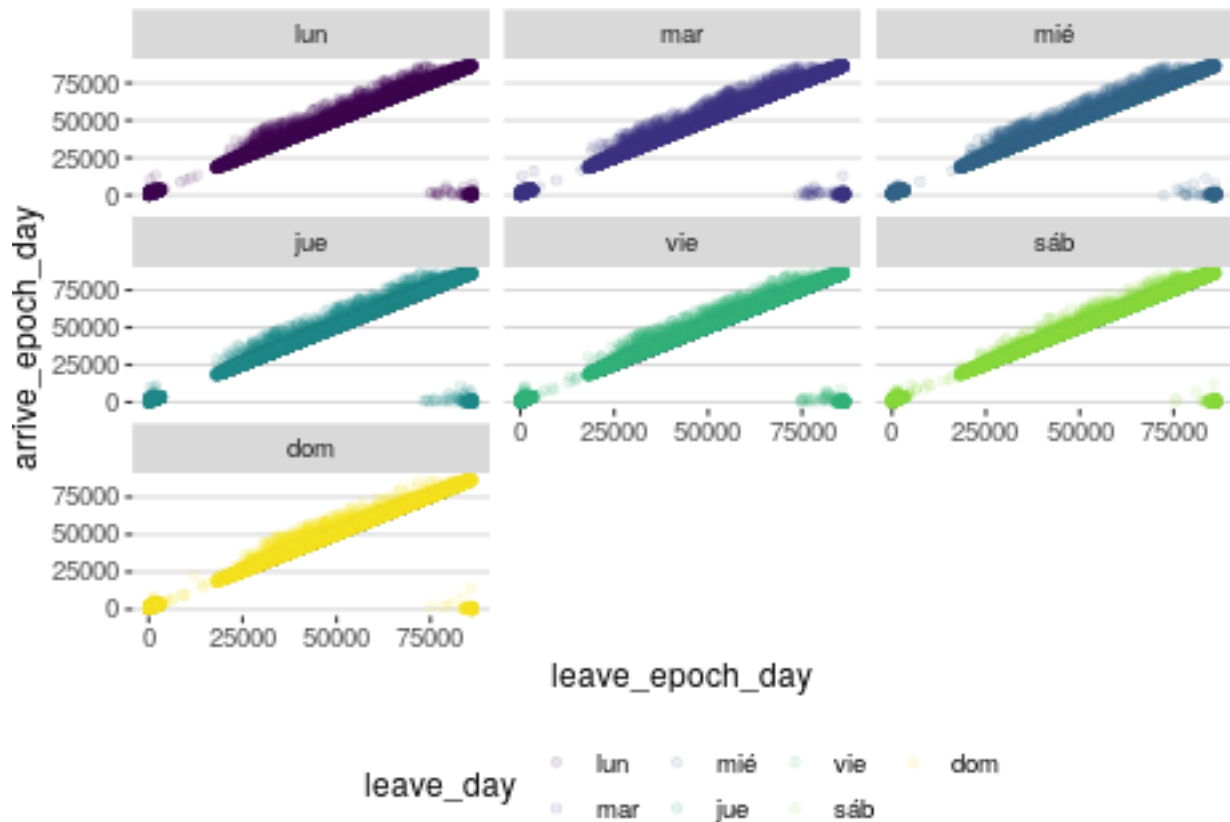 lun mar mié
75000
50000
25000
0
jue vie sáb
75000
50000
25000
0
0 25000 50000 75000 0 25000 50000 75000
dom
75000
50000
25000
0
0 25000 50000 75000
arrive_epoch_day
leave_epoch_day
leave_day
lun mié vie dom
mar jue sáb